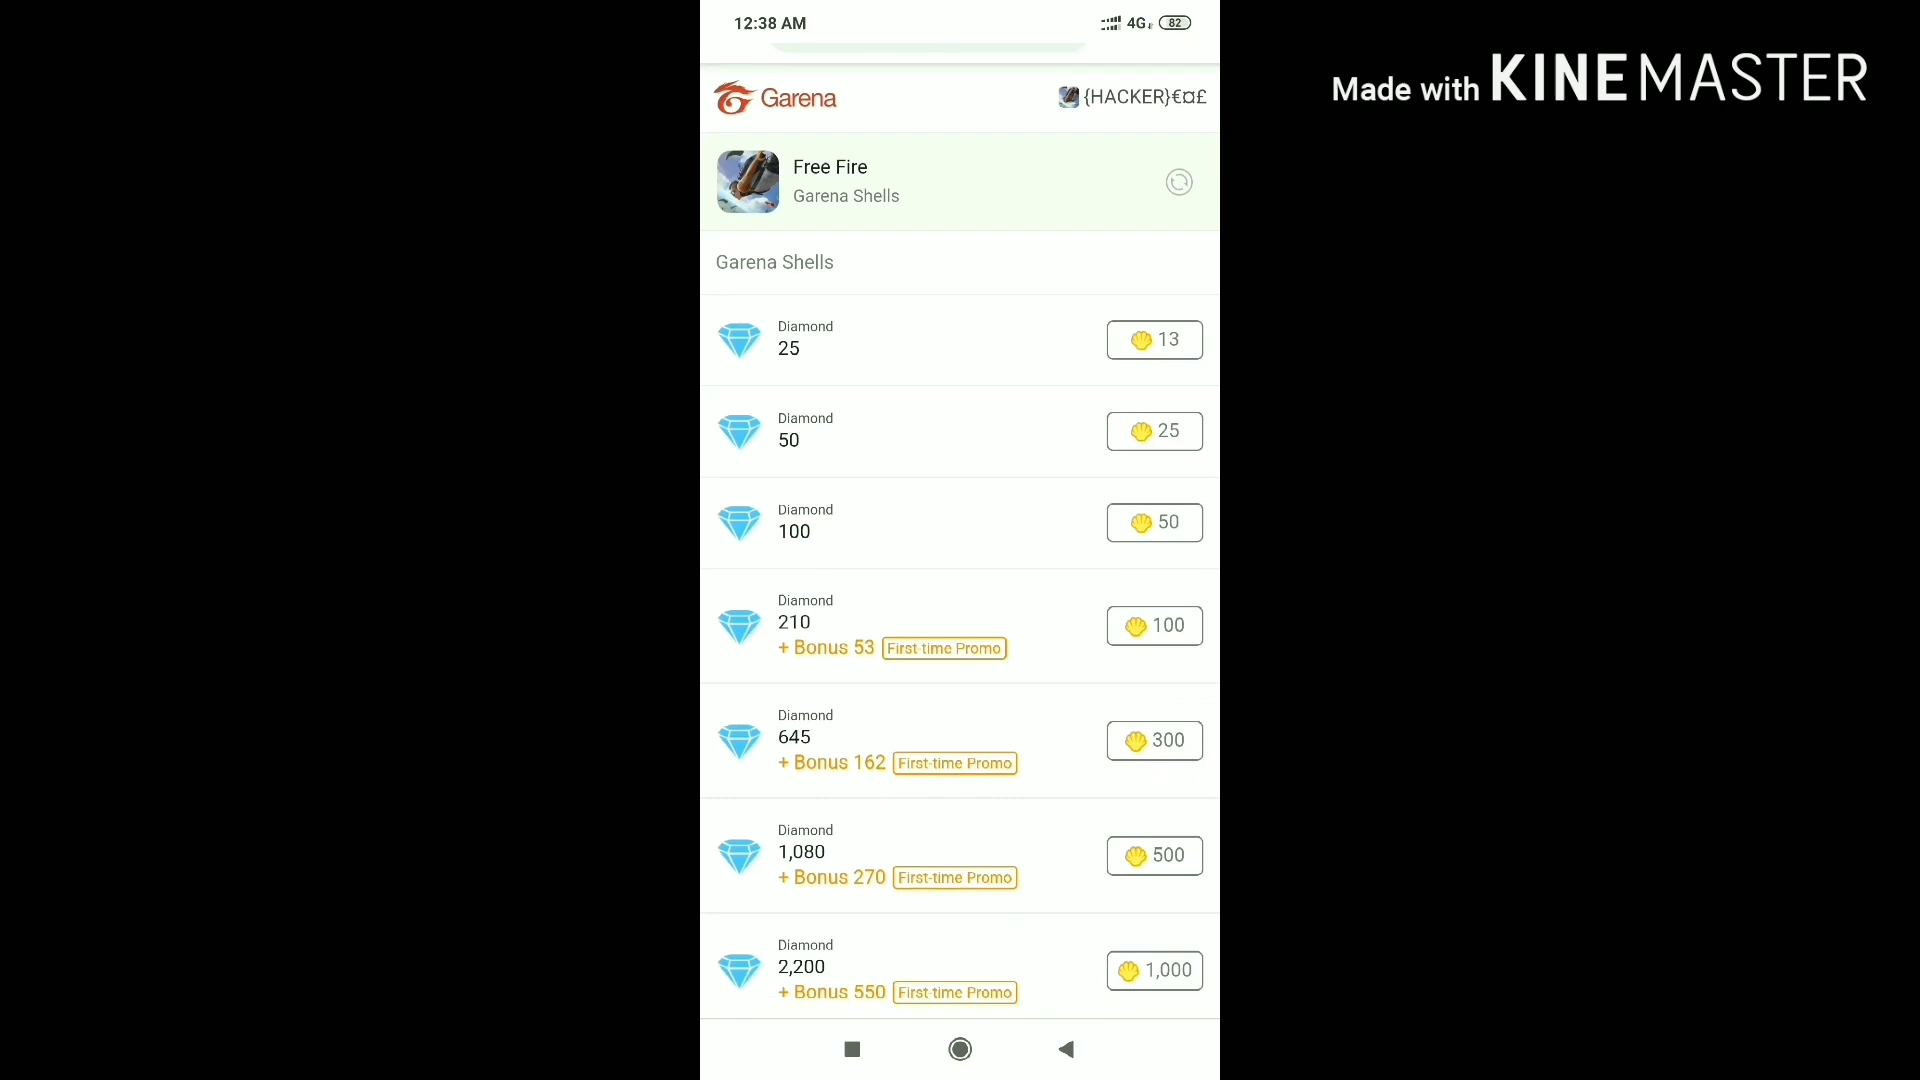 12:38 AM
4G
82
Made with KINEMASTER
Garena
{HACKER}€¤£
Free Fire
Garena Shells
Garena Shells
Diamond
25
13
Diamond
50
25
Diamond
100
50
Diamond
210
+ Bonus 53 First-time Promo
100
Diamond
645
+ Bonus 162 First-time Promo
300
Diamond
1,080
+ Bonus 270 First-time Promo
500
Diamond
2,200
+ Bonus 550 First-time Promo
1,000